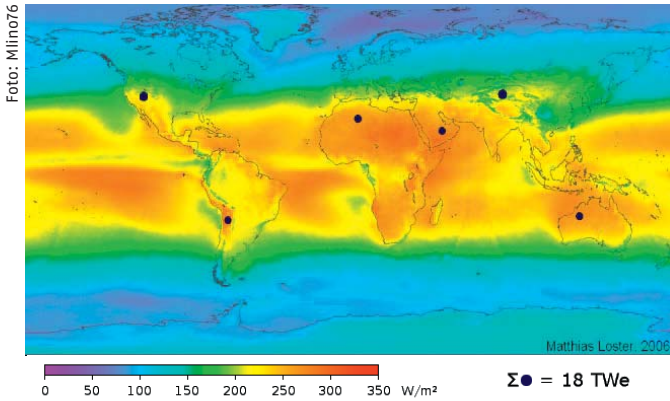 Foto: Mlino76
Matthias Loster, 2006
0 50 100 150 200 250 300 350 W/m²
Σ● = 18 TWe